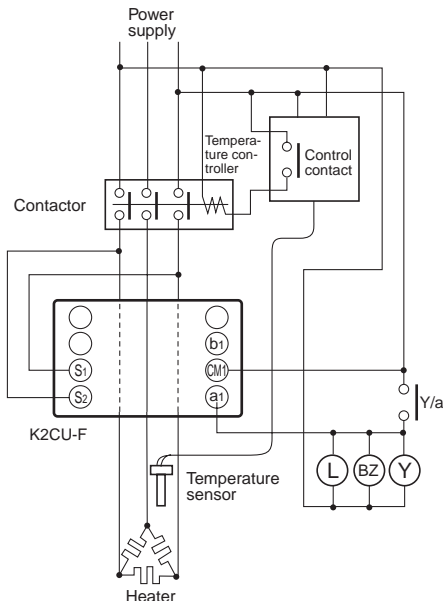 Power
supply
Tempera-
ture con-
troller
Control
contact
Contactor
b1
S1
CM1
S2
a1
Y/a
K2CU-F
Temperature
sensor
L
BZ
Y
Heater